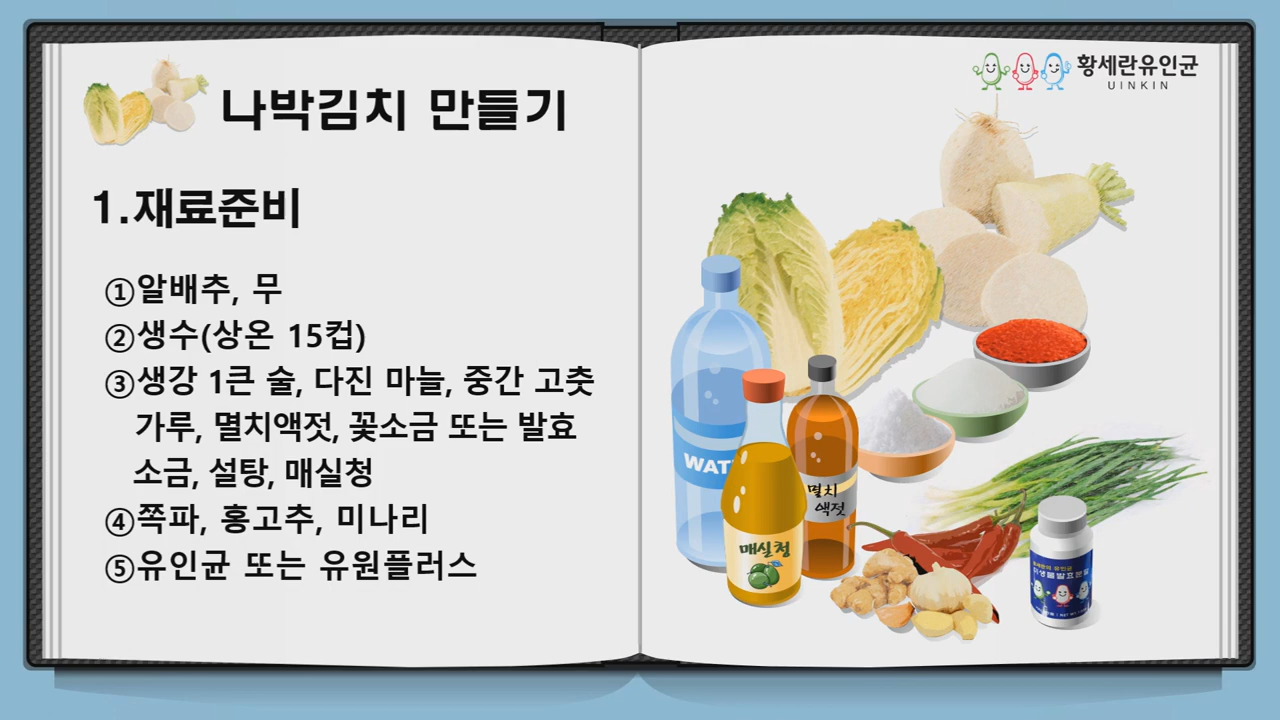 나박김치 만들기
1.재료준비
①알배추, 무
②생수(상온 15컵)
③생강 1큰 술, 다진 마늘, 중간 고춧
가루, 멸치액젓, 꽃소금 또는 발효
소금, 설탕, 매실청
④쪽파, 홍고추, 미나리
⑤유인균 또는 유원플러스
황세란유인균
UINKIN
WAT
멸치
액젓
매실청